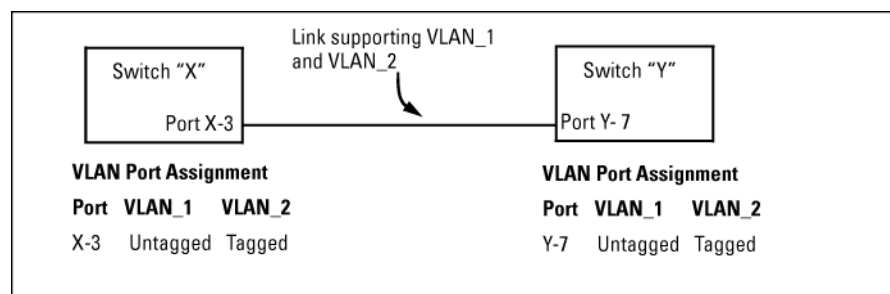 Link supporting VLAN_1
and VLAN_2
Switch "X"
Port X-3
Switch "Y"
Port Y- 7
VLAN Port Assignment
Port VLAN_1 VLAN_2
X-3 Untagged Tagged
VLAN Port Assignment
Port VLAN_1 VLAN_2
Y-7 Untagged Tagged